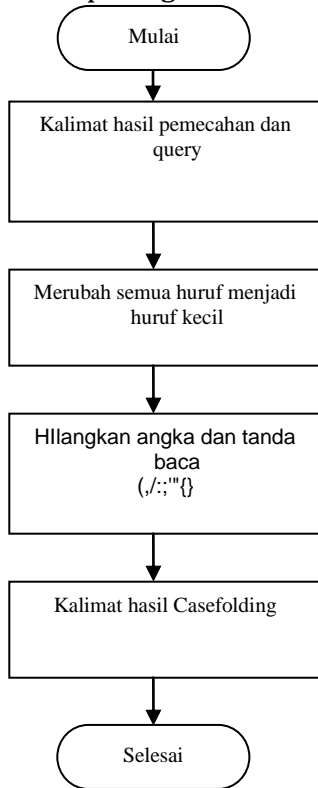 Mulai
Kalimat hasil pemecahan dan
query
Merubah semua huruf menjadi
huruf kecil
HIlangkan angka dan tanda
baca
(,/:;'"{}
Kalimat hasil Casefolding
Selesai